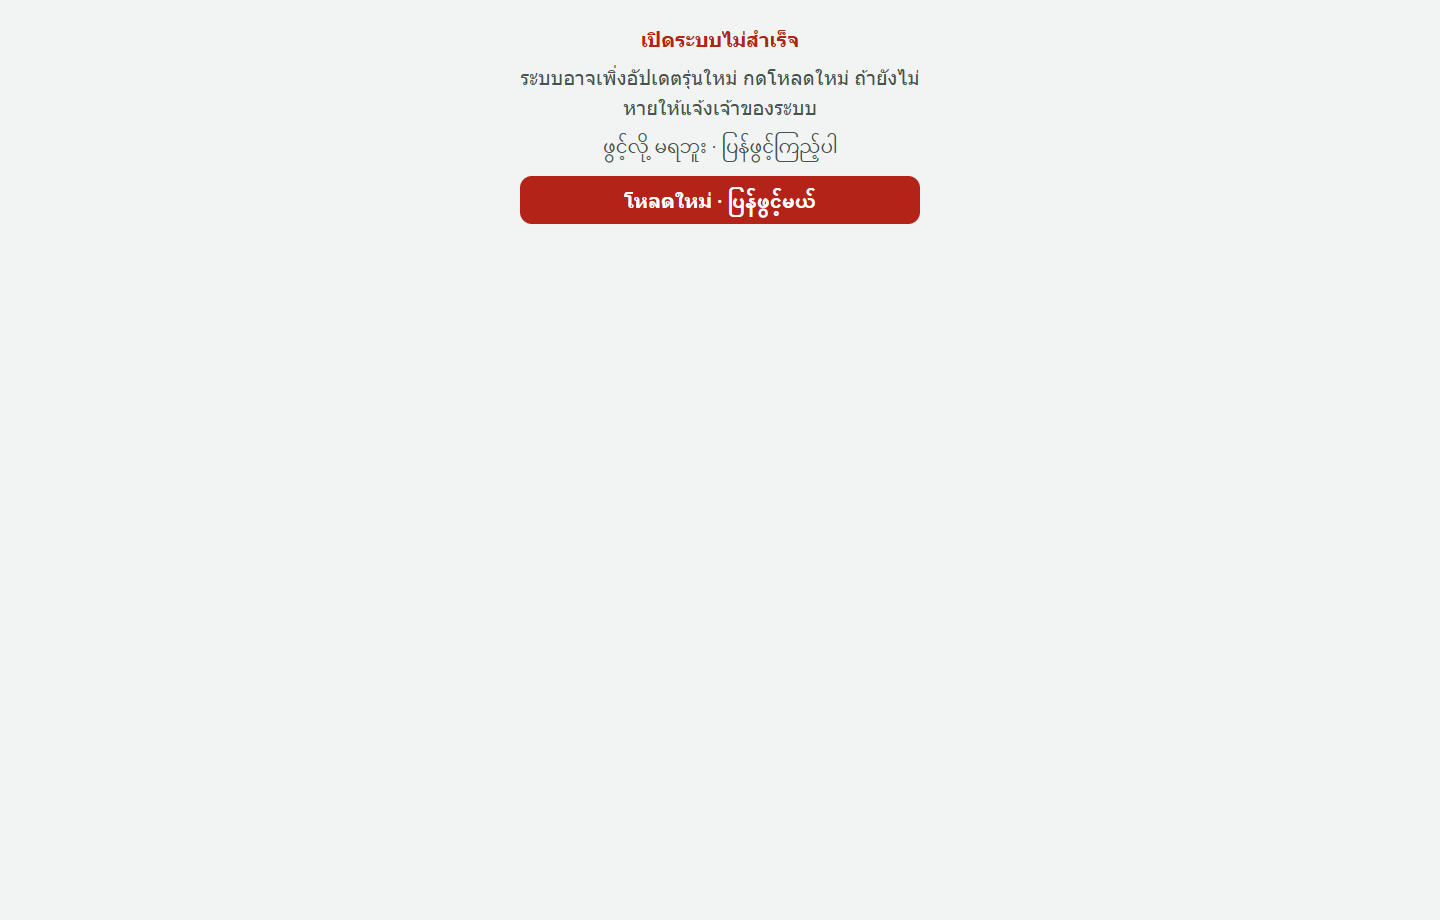 เปิดระบบไม่สำเร็จ
ระบบอาจเพิ่งอัปเดตรุ่นใหม่ กดโหลดใหม่ ถ้ายังไม่
หายให้แจ้งเจ้าของระบบ
ဖွင့်လို့ မရဘူး · ပြန်ဖွင့်ကြည့်ပါ
โหลดใหม่ · ပြန်ဖွင့်မယ်